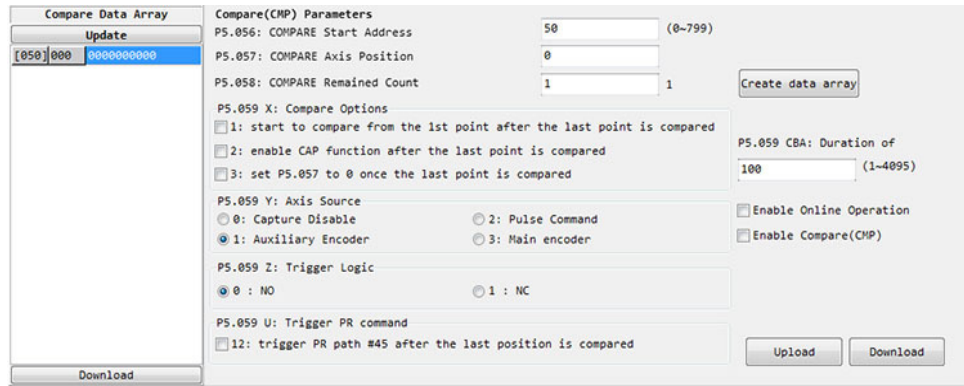 Compare Data Array
Update
[050] 000 0000000000
Download
Compare(CMP) Parameters
P5.056: COMPARE Start Address 50 (0~799)
P5.057: COMPARE Axis Position 0
P5.058: COMPARE Remained Count 1 1 Create data array
P5.059 X: Compare Options
1: start to compare from the 1st point after the last point is compared
2: enable CAP function after the last point is compared
3: set P5.057 to 0 once the last point is compared
P5.059 CBA: Duration of
100 (1~4095)
P5.059 Y: Axis Source
0: Capture Disable 2: Pulse Command
1: Auxiliary Encoder 3: Main encoder
Enable Online Operation
Enable Compare(CMP)
P5.059 Z: Trigger Logic
0 : NO 1 : NC
P5.059 U: Trigger PR command
12: trigger PR path #45 after the last position is compared
Upload Download